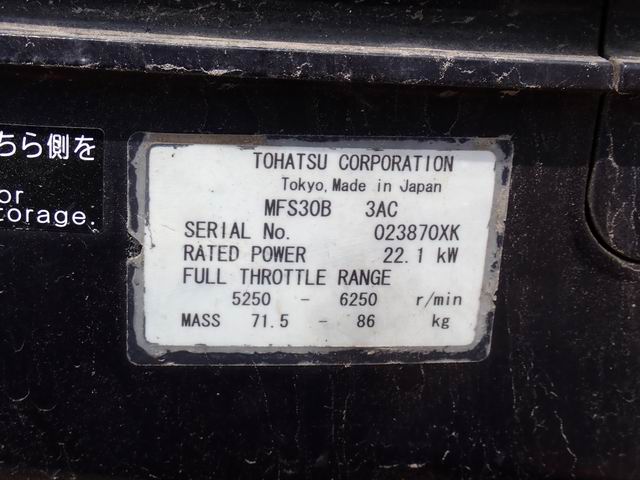 ちら側を
or
torage.
TOHATSU CORPORATION
Tokyo, Made in Japan
MFS30B 3AC
SERIAL No. 023870XK
RATED POWER 22.1 kW
FULL THROTTLE RANGE
5250 - 6250 r/min
MASS 71.5 - 86 kg